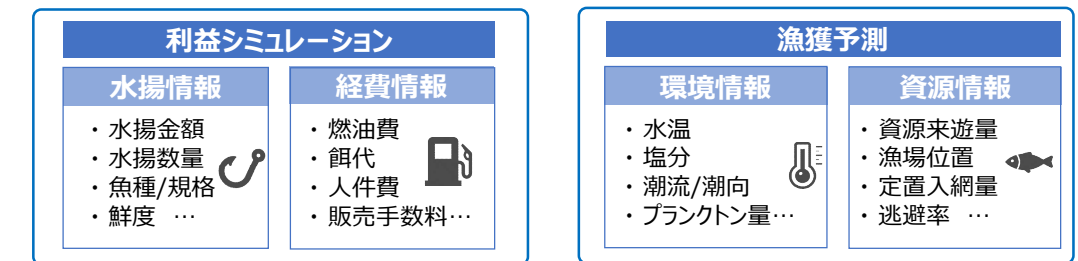 利益シミュレーション
水揚情報
・水揚金額
・水揚数量
・魚種/規格
・鮮度 …
経費情報
・燃油費
・餌代
・人件費
・販売手数料…
漁獲予測
環境情報
・水温
・塩分
・潮流/潮向
・プランクトン量…
資源情報
・資源来遊量
・漁場位置
・定置入網量
・逃避率 …